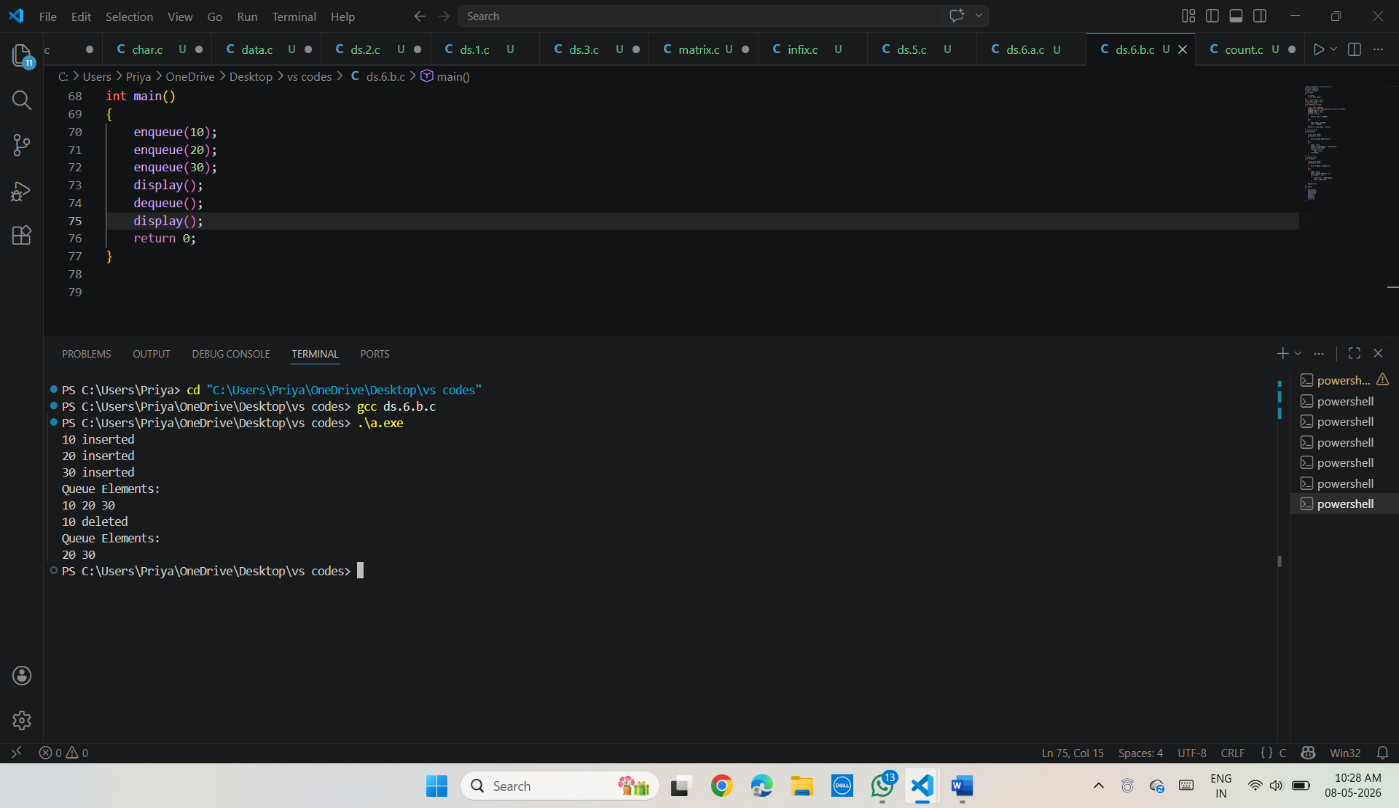 File Edit Selection View Go Run Terminal Help
Search
c
C char.c U
C data.c U
C ds.2.c U
C ds.1.c U
C ds.3.c U
C matrix.c U
C infix.c U
C ds.5.c U
C ds.6.a.c U
C ds.6.b.c U
C count.c U
11
C: > Users > Priya > OneDrive > Desktop > vs codes > C ds.6.b.c > main()
68 int main()
69 {
70 enqueue(10);
71 enqueue(20);
72 enqueue(30);
73 display();
74 dequeue();
75 display();
76 return 0;
77 }
78
79
PROBLEMS OUTPUT DEBUG CONSOLE TERMINAL PORTS
PS C:\Users\Priya> cd "C:\Users\Priya\OneDrive\Desktop\vs codes"
PS C:\Users\Priya\OneDrive\Desktop\vs codes> gcc ds.6.b.c
PS C:\Users\Priya\OneDrive\Desktop\vs codes> .\a.exe
10 inserted
20 inserted
30 inserted
Queue Elements:
10 20 30
10 deleted
Queue Elements:
20 30
PS C:\Users\Priya\OneDrive\Desktop\vs codes>
powersh...
powershell
powershell
powershell
powershell
powershell
powershell
0 0
Ln 75, Col 15 Spaces: 4 UTF-8 CRLF {} C Win32
Search
DELL
13
W
ENG
IN
10:28 AM
08-05-2026